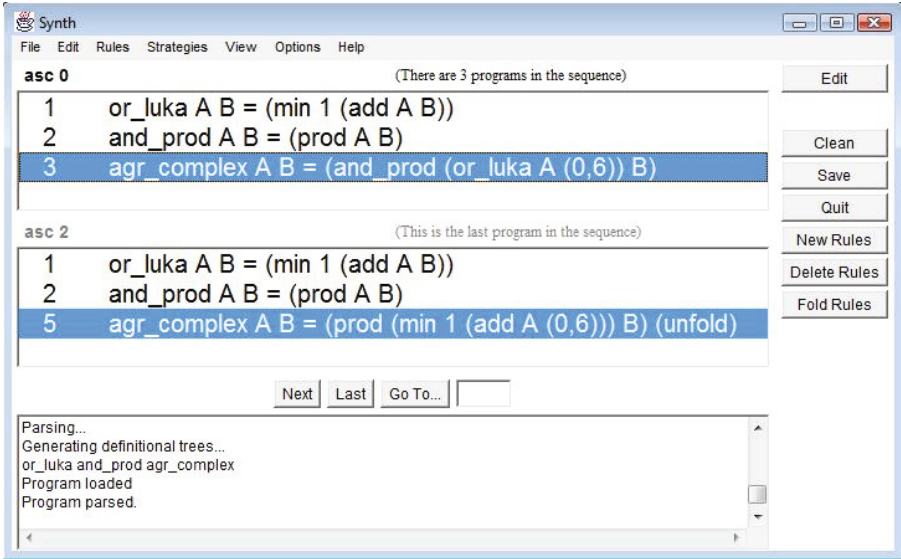 Synth
File Edit Rules Strategies View Options Help
asc 0 (There are 3 programs in the sequence)
1 or_luka A B = (min 1 (add A B))
2 and_prod A B = (prod A B)
3 agr_complex A B = (and_prod (or_luka A (0,6)) B)
asc 2 (This is the last program in the sequence)
1 or_luka A B = (min 1 (add A B))
2 and_prod A B = (prod A B)
5 agr_complex A B = (prod (min 1 (add A (0,6))) B) (unfold)
Next Last Go To...
Parsing...
Generating definitional trees...
or_luka and_prod agr_complex
Program loaded
Program parsed.
Edit
Clean
Save
Quit
New Rules
Delete Rules
Fold Rules